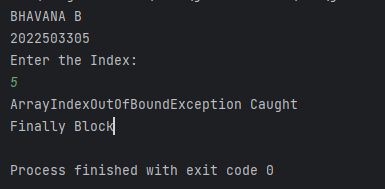 BHAVANA B
2022503305
Enter the Index:
5
ArrayIndexOutOfBoundException Caught
Finally Block
Process finished with exit code 0